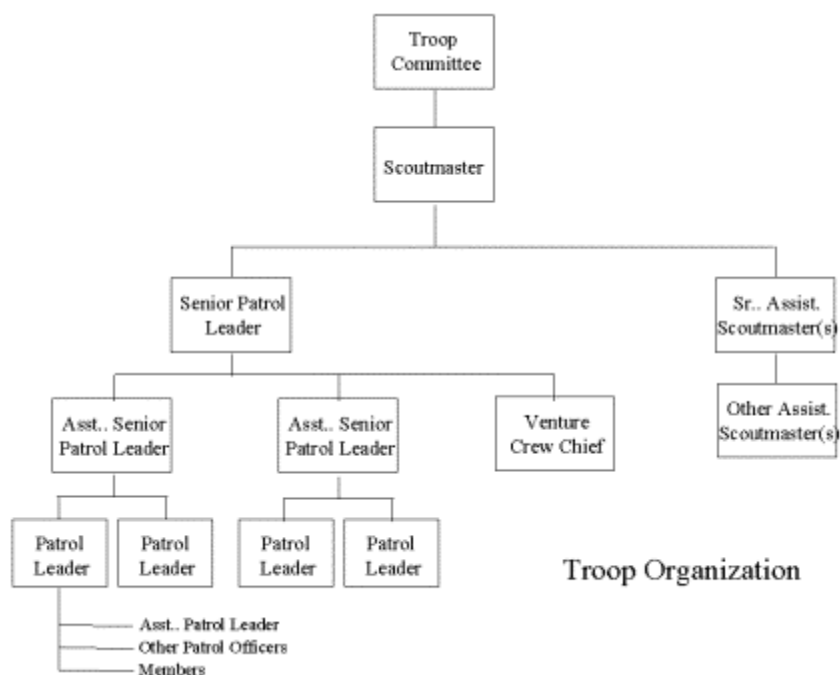 Troop
Committee
Scoutmaster
Senior Patrol
Leader
Sr.. Assist.
Scoutmaster(s)
Asst.. Senior
Patrol Leader
Asst.. Senior
Patrol Leader
Venture
Crew Chief
Other Assist.
Scoutmaster(s)
Patrol
Leader
Patrol
Leader
Patrol
Leader
Patrol
Leader
Troop Organization
Asst.. Patrol Leader
Other Patrol Officers
Members